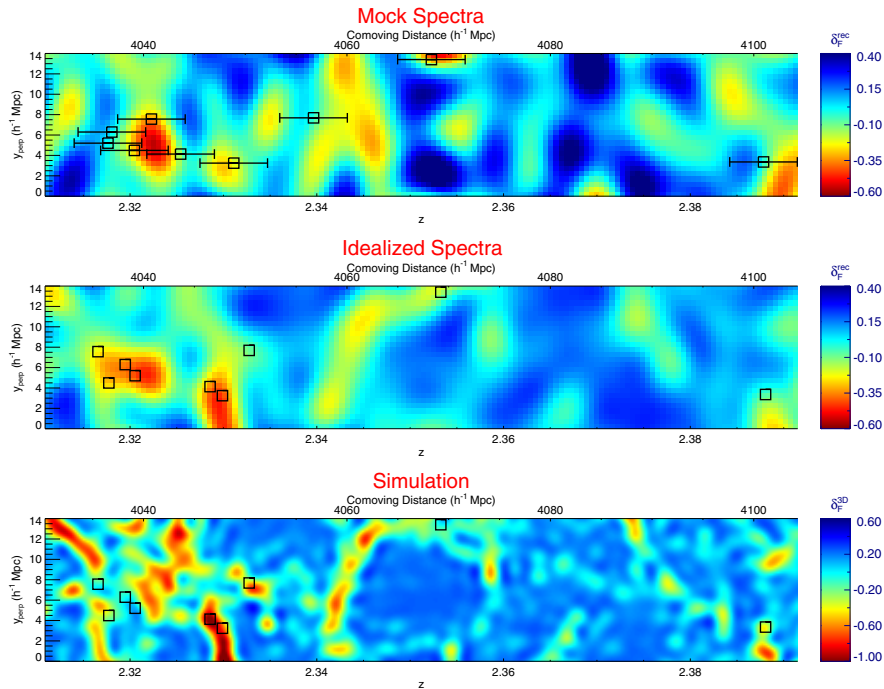 Mock Spectra
Comoving Distance (h⁻¹ Mpc)
4040 4060 4080 4100
14
12
10
8
6
4
2
0
y_perp (h⁻¹ Mpc)
2.32 2.34 2.36 2.38
z
δ_F^rec
0.40
0.15
-0.10
-0.35
-0.60
Idealized Spectra
Comoving Distance (h⁻¹ Mpc)
4040 4060 4080 4100
14
12
10
8
6
4
2
0
y_perp (h⁻¹ Mpc)
2.32 2.34 2.36 2.38
z
δ_F^rec
0.40
0.15
-0.10
-0.35
-0.60
Simulation
Comoving Distance (h⁻¹ Mpc)
4040 4060 4080 4100
14
12
10
8
6
4
2
0
y_perp (h⁻¹ Mpc)
2.32 2.34 2.36 2.38
z
δ_F^3D
0.60
0.20
-0.20
-0.60
-1.00